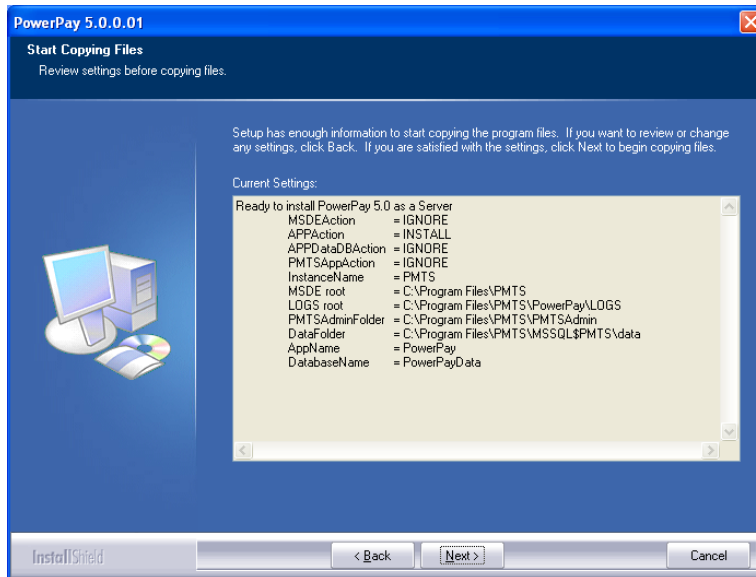 PowerPay 5.0.0.01
Start Copying Files
Review settings before copying files.
Setup has enough information to start copying the program files. If you want to review or change
any settings, click Back. If you are satisfied with the settings, click Next to begin copying files.
Current Settings:
Ready to install PowerPay 5.0 as a Server
MSDEAction = IGNORE
APPAction = INSTALL
APPDataDBAction = IGNORE
PMTSAppAction = IGNORE
InstanceName = PMTS
MSDE root = C:\Program Files\PMTS
LOGS root = C:\Program Files\PMTS\PowerPay\LOGS
PMTSAdminFolder = C:\Program Files\PMTS\PMTSAdmin
DataFolder = C:\Program Files\PMTS\MSSQL$PMTS\data
AppName = PowerPay
DatabaseName = PowerPayData
InstallShield
< Back
Next >
Cancel